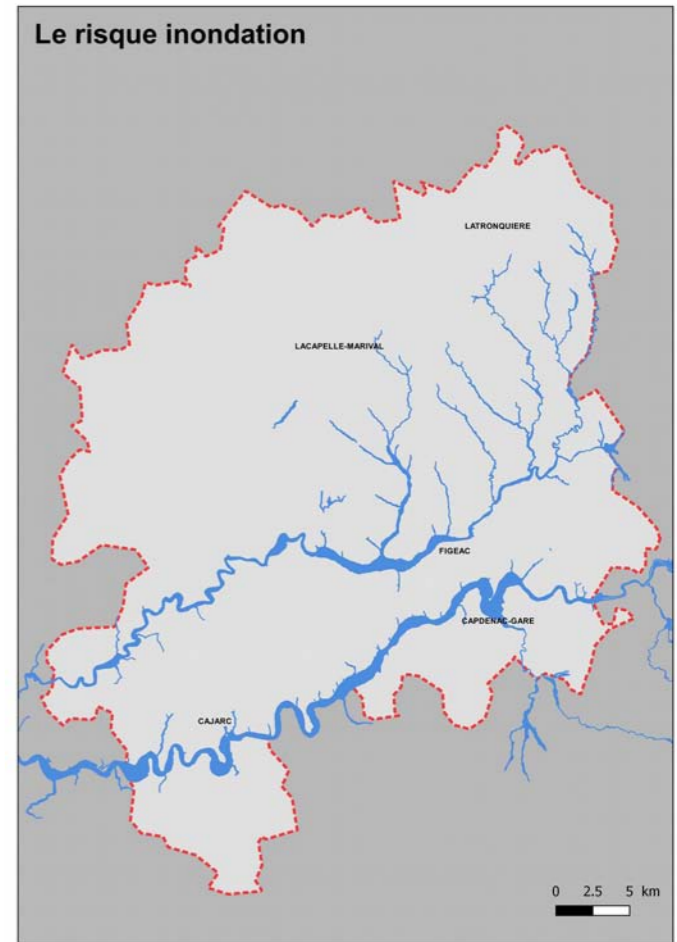 Le risque inondation
LATRONQUIERE
LACAPELLE-MARIVAL
FIGEAC
CAPDENAC-GARE
CAJARC
0 2.5 5 km